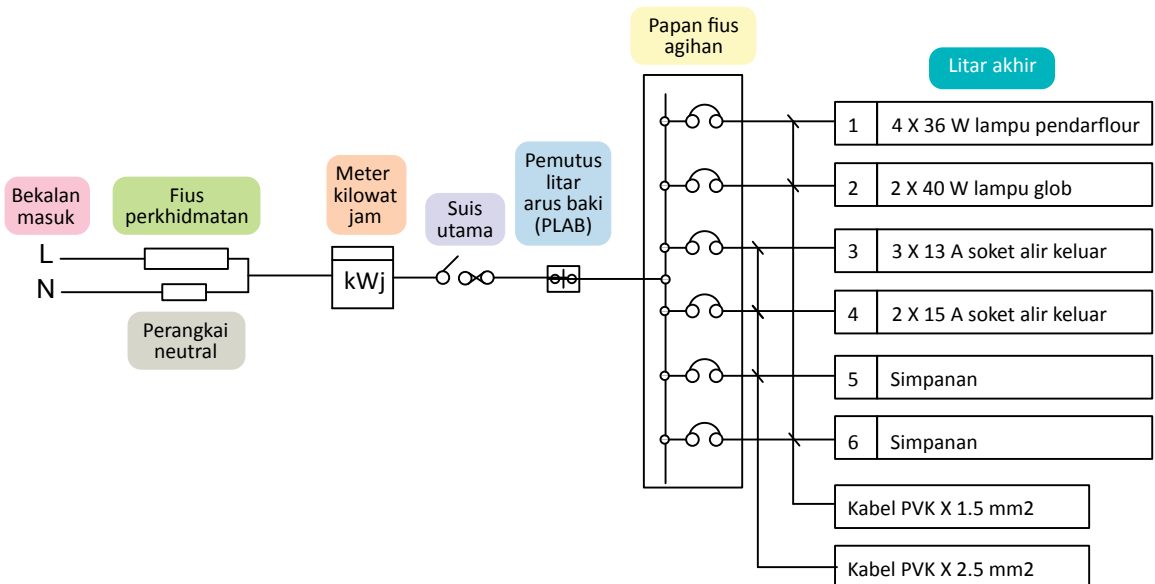 Papan fius
agihan
Litar akhir
Bekalan
masuk
Fius
perkhidmatan
Meter
kilowat
jam
Suis
utama
Pemutus
litar
arus baki
(PLAB)
L
N
kWj
Perangkai
neutral
1 4 X 36 W lampu pendarflour
2 2 X 40 W lampu glob
3 3 X 13 A soket alir keluar
4 2 X 15 A soket alir keluar
5 Simpanan
6 Simpanan
Kabel PVK X 1.5 mm2
Kabel PVK X 2.5 mm2